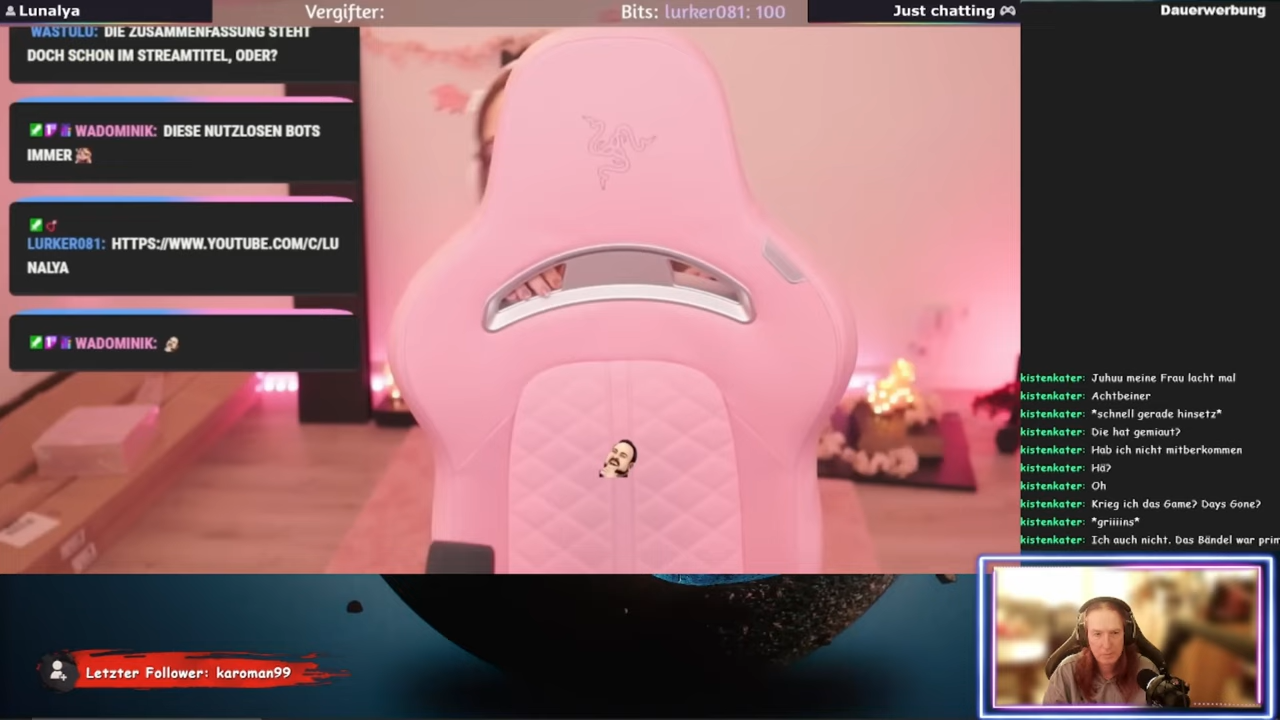 Lunalya
Vergifter:
Bits: lurker081: 100
Just chatting
Dauerwerbung
WASTULU: DIE ZUSAMMENFASSUNG STEHT
DOCH SCHON IM STREAMTITEL, ODER?
WADOMINIK: DIESE NUTZLOSEN BOTS
IMMER
LURKER081: HTTPS://WWW.YOUTUBE.COM/C/LU
NALYA
WADOMINIK:
kistenkater: Juhuu meine Frau lacht mal
kistenkater: Achtbeiner
kistenkater: *schnell gerade hinsetz*
kistenkater: Die hat gemiaut?
kistenkater: Hab ich nicht mitberkommen
kistenkater: Hä?
kistenkater: Oh
kistenkater: Krieg ich das Game? Days Gone?
kistenkater: *griiiins*
kistenkater: Ich auch nicht. Das Bändel war prim
Letzter Follower: karoman99